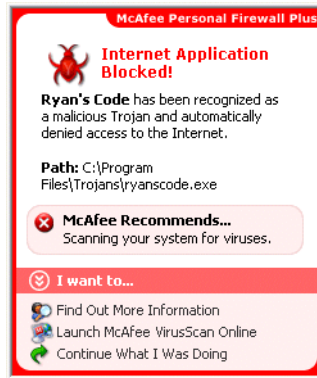 McAfee Personal Firewall Plus
Internet Application
Blocked!
Ryan's Code has been recognized as
a malicious Trojan and automatically
denied access to the Internet.
Path: C:\Program
Files\Trojans\ryanscode.exe
McAfee Recommends...
Scanning your system for viruses.
I want to...
Find Out More Information
Launch McAfee VirusScan Online
Continue What I Was Doing